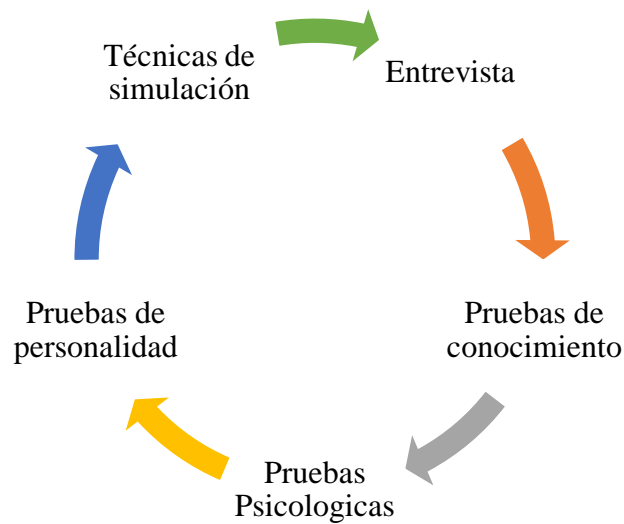 Técnicas de
simulación
Entrevista
Pruebas de
personalidad
Pruebas de
conocimiento
Pruebas
Psicologicas